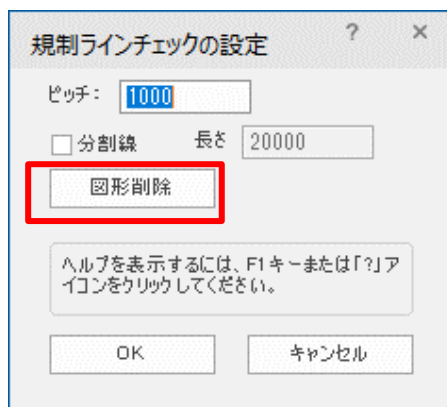 規制ラインチェックの設定 ? ×
ピッチ: 1000
分割線 長さ 20000
図形削除
ヘルプを表示するには、F1キーまたは「?」ア
イコンをクリックしてください。
OK キャンセル